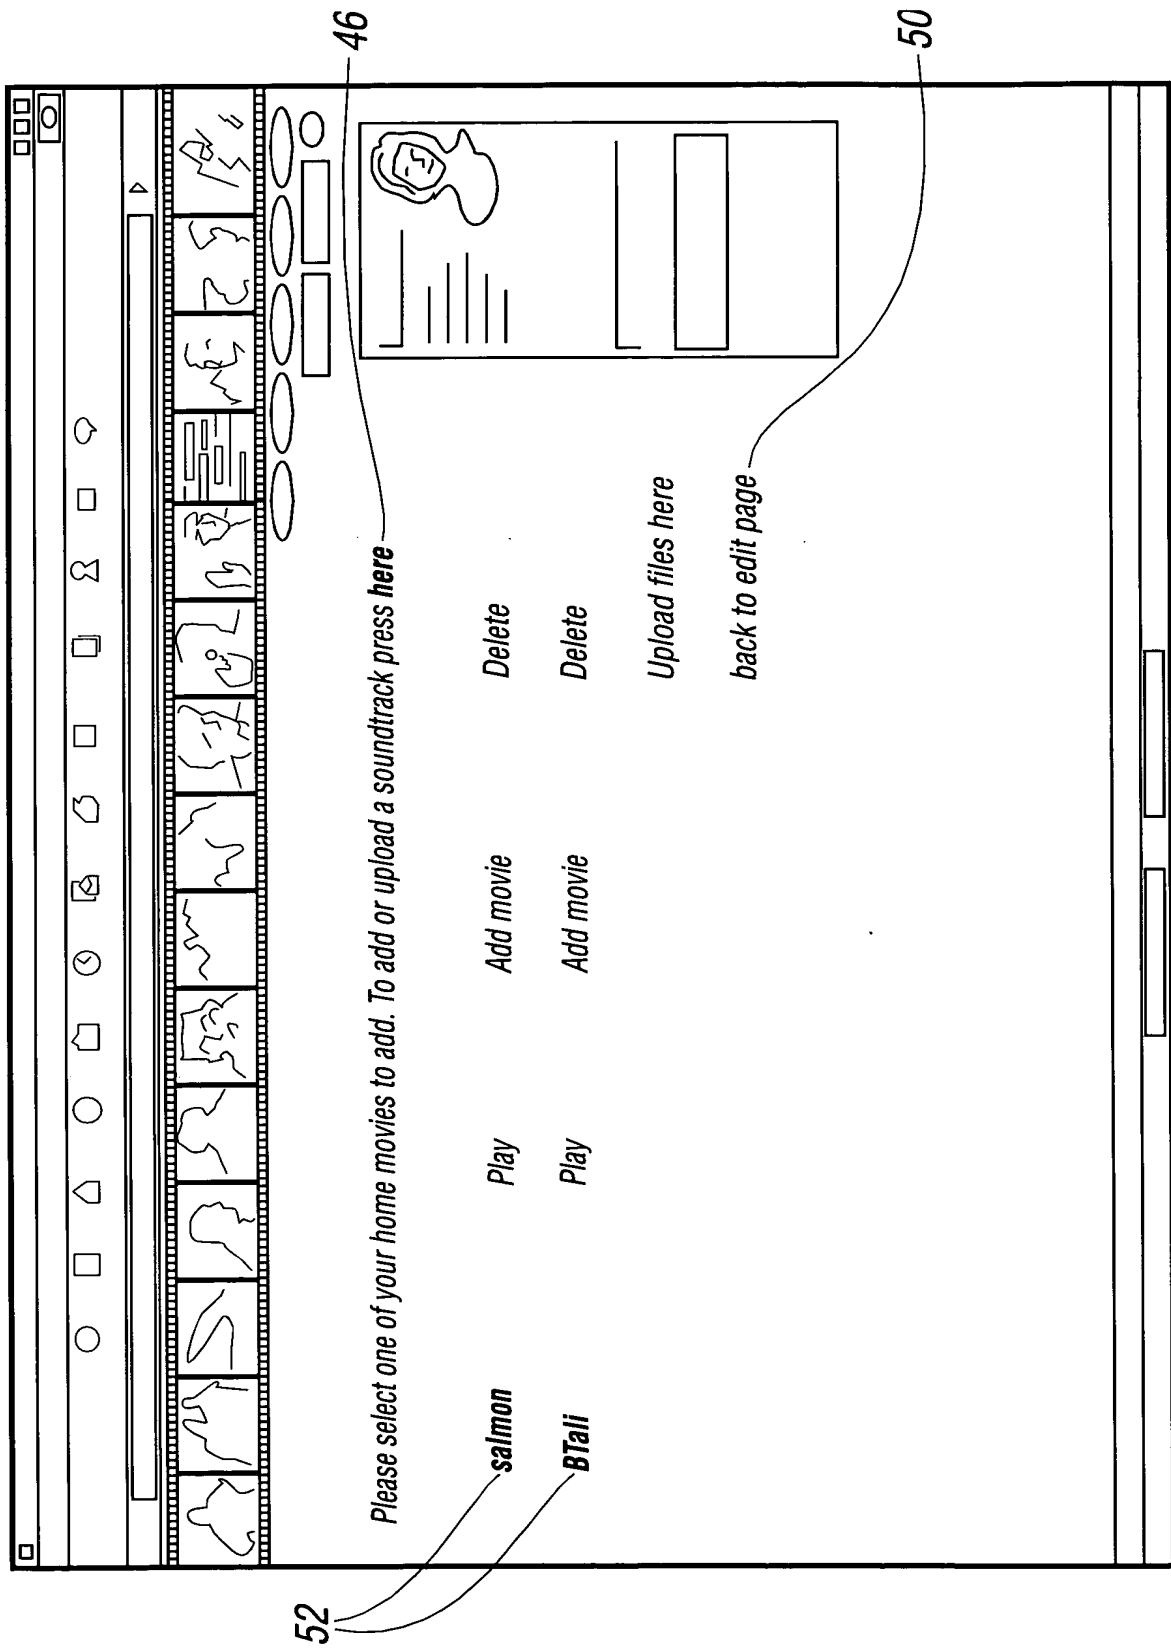 46
Please select one of your home movies to add. To add or upload a soundtrack press here
52
salmon Play Add movie Delete
BTali Play Add movie Delete
Upload files here
back to edit page
50